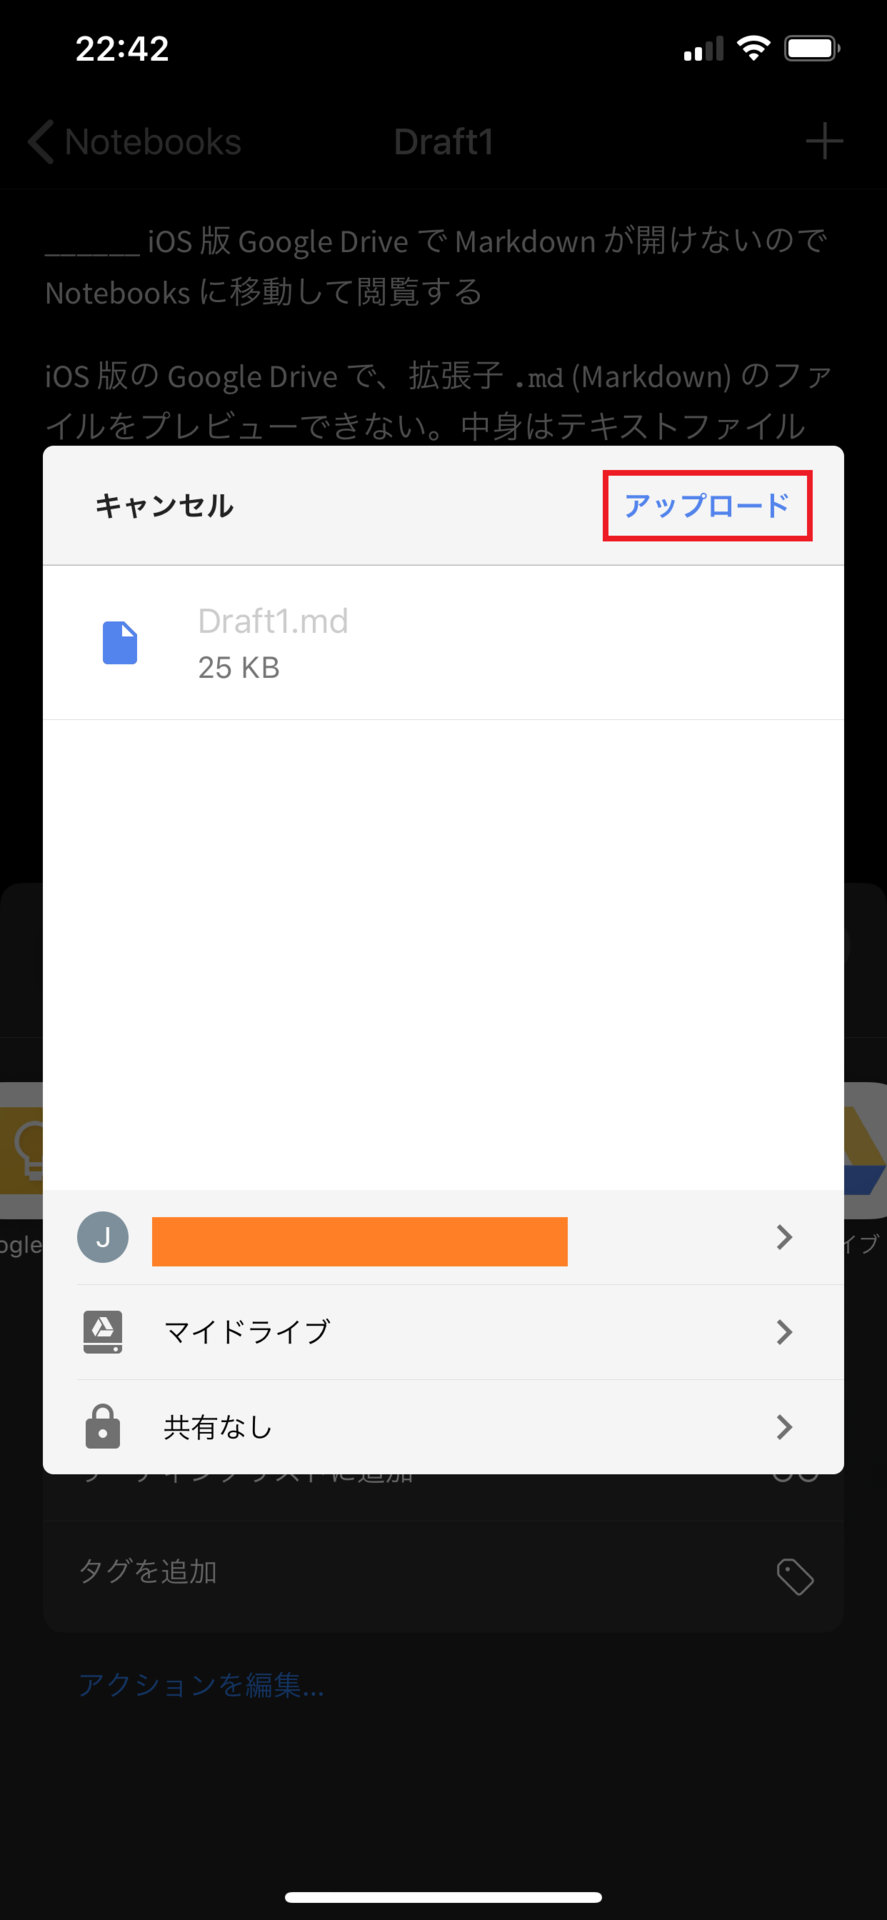 22:42
Notebooks
Draft1
______ iOS 版 Google Drive で Markdown が開けないので
Notebooks に移動して閲覧する
iOS 版の Google Drive で、拡張子 .md (Markdown) のファ
イルをプレビューできない。中身はテキストファイル
キャンセル
アップロード
Draft1.md
25 KB
J
マイドライブ
共有なし
タグを追加
アクションを編集...